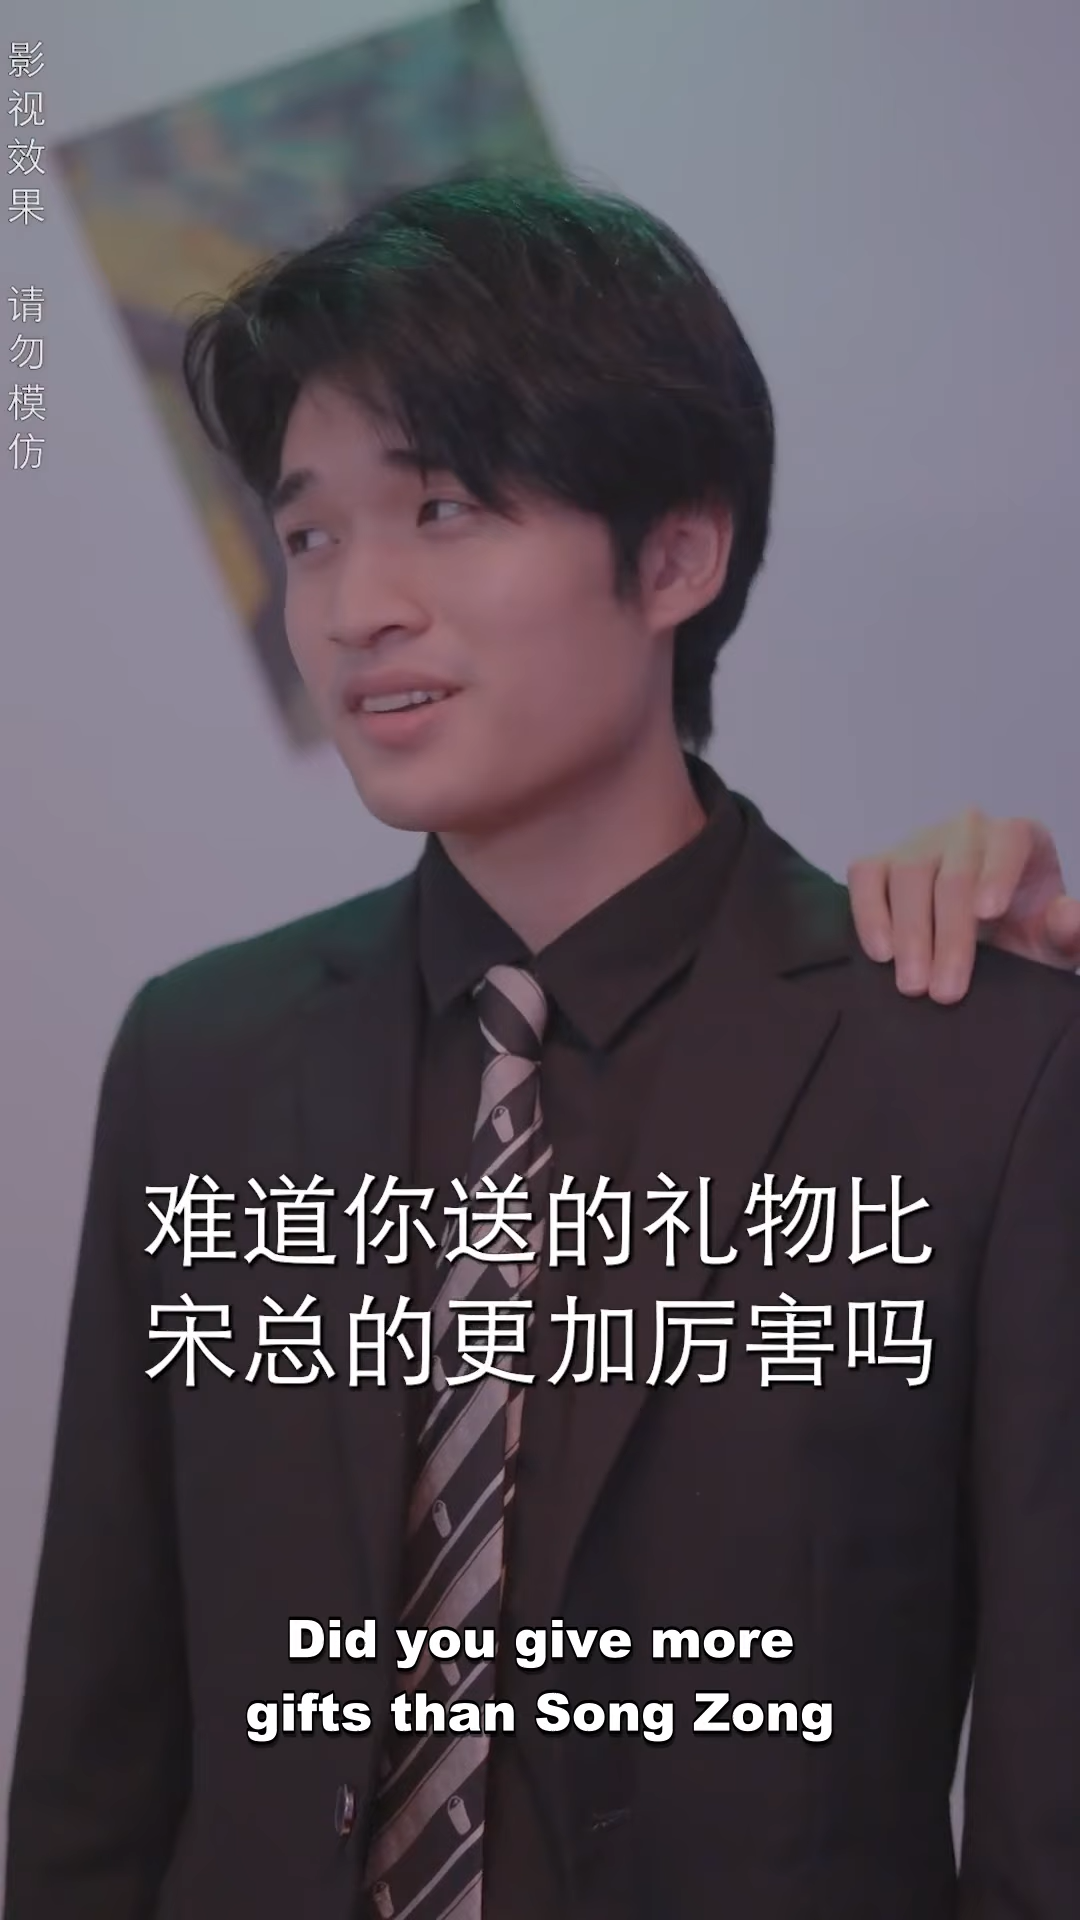 影视效果 请勿模仿
难道你送的礼物比
宋总的更加厉害吗
Did you give more
gifts than Song Zong